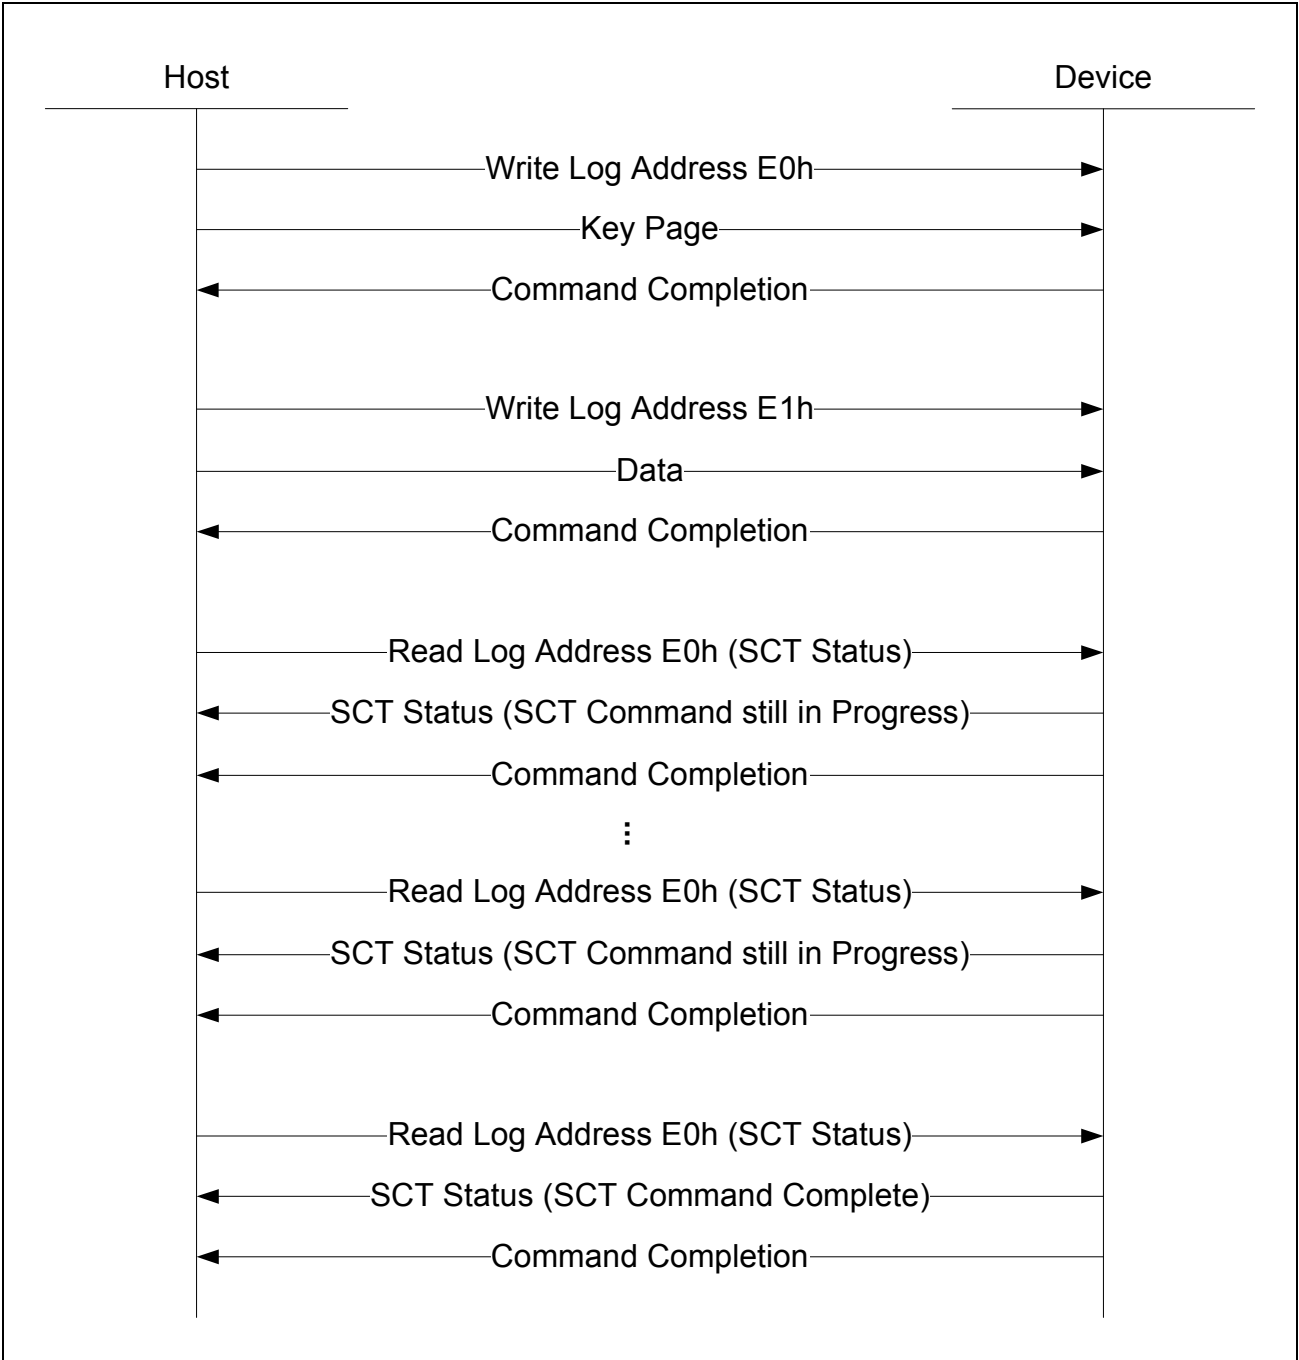 Host
Device
Write Log Address E0h
Key Page
Command Completion
Write Log Address E1h
Data
Command Completion
Read Log Address E0h (SCT Status)
SCT Status (SCT Command still in Progress)
Command Completion
...
Read Log Address E0h (SCT Status)
SCT Status (SCT Command still in Progress)
Command Completion
Read Log Address E0h (SCT Status)
SCT Status (SCT Command Complete)
Command Completion